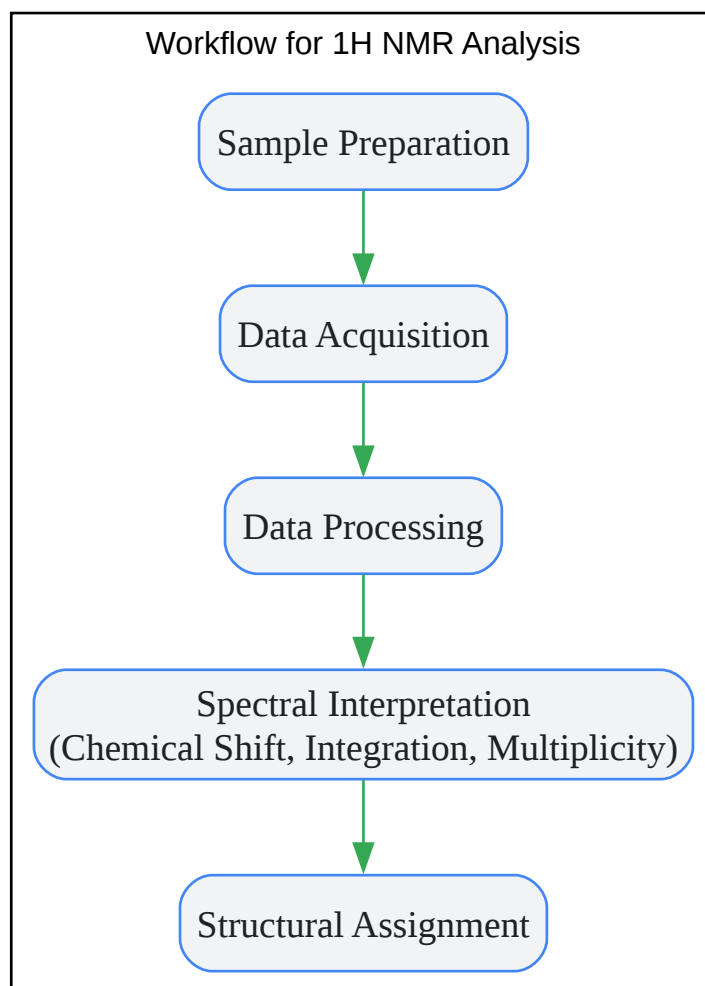 Workflow for 1H NMR Analysis
Sample Preparation
Data Acquisition
Data Processing
Spectral Interpretation
(Chemical Shift, Integration, Multiplicity)
Structural Assignment